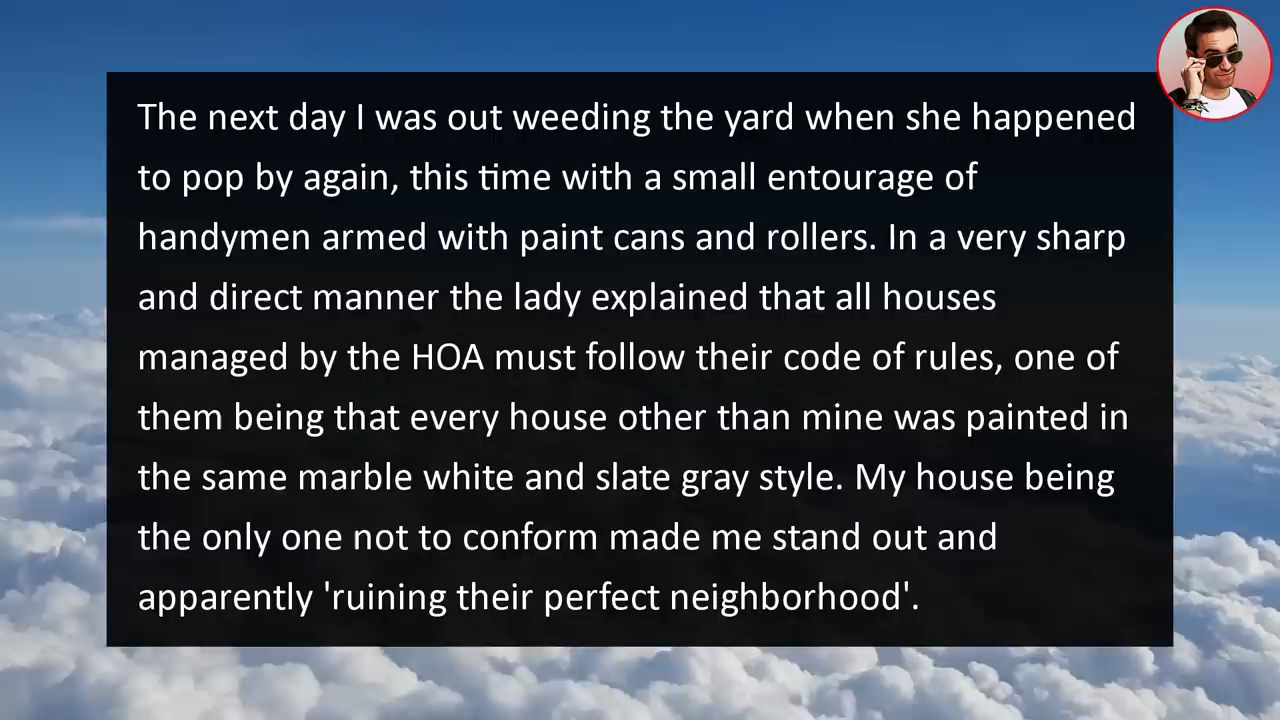 The next day I was out weeding the yard when she happened
to pop by again, this time with a small entourage of
handymen armed with paint cans and rollers. In a very sharp
and direct manner the lady explained that all houses
managed by the HOA must follow their code of rules, one of
them being that every house other than mine was painted in
the same marble white and slate gray style. My house being
the only one not to conform made me stand out and
apparently 'ruining their perfect neighborhood'.